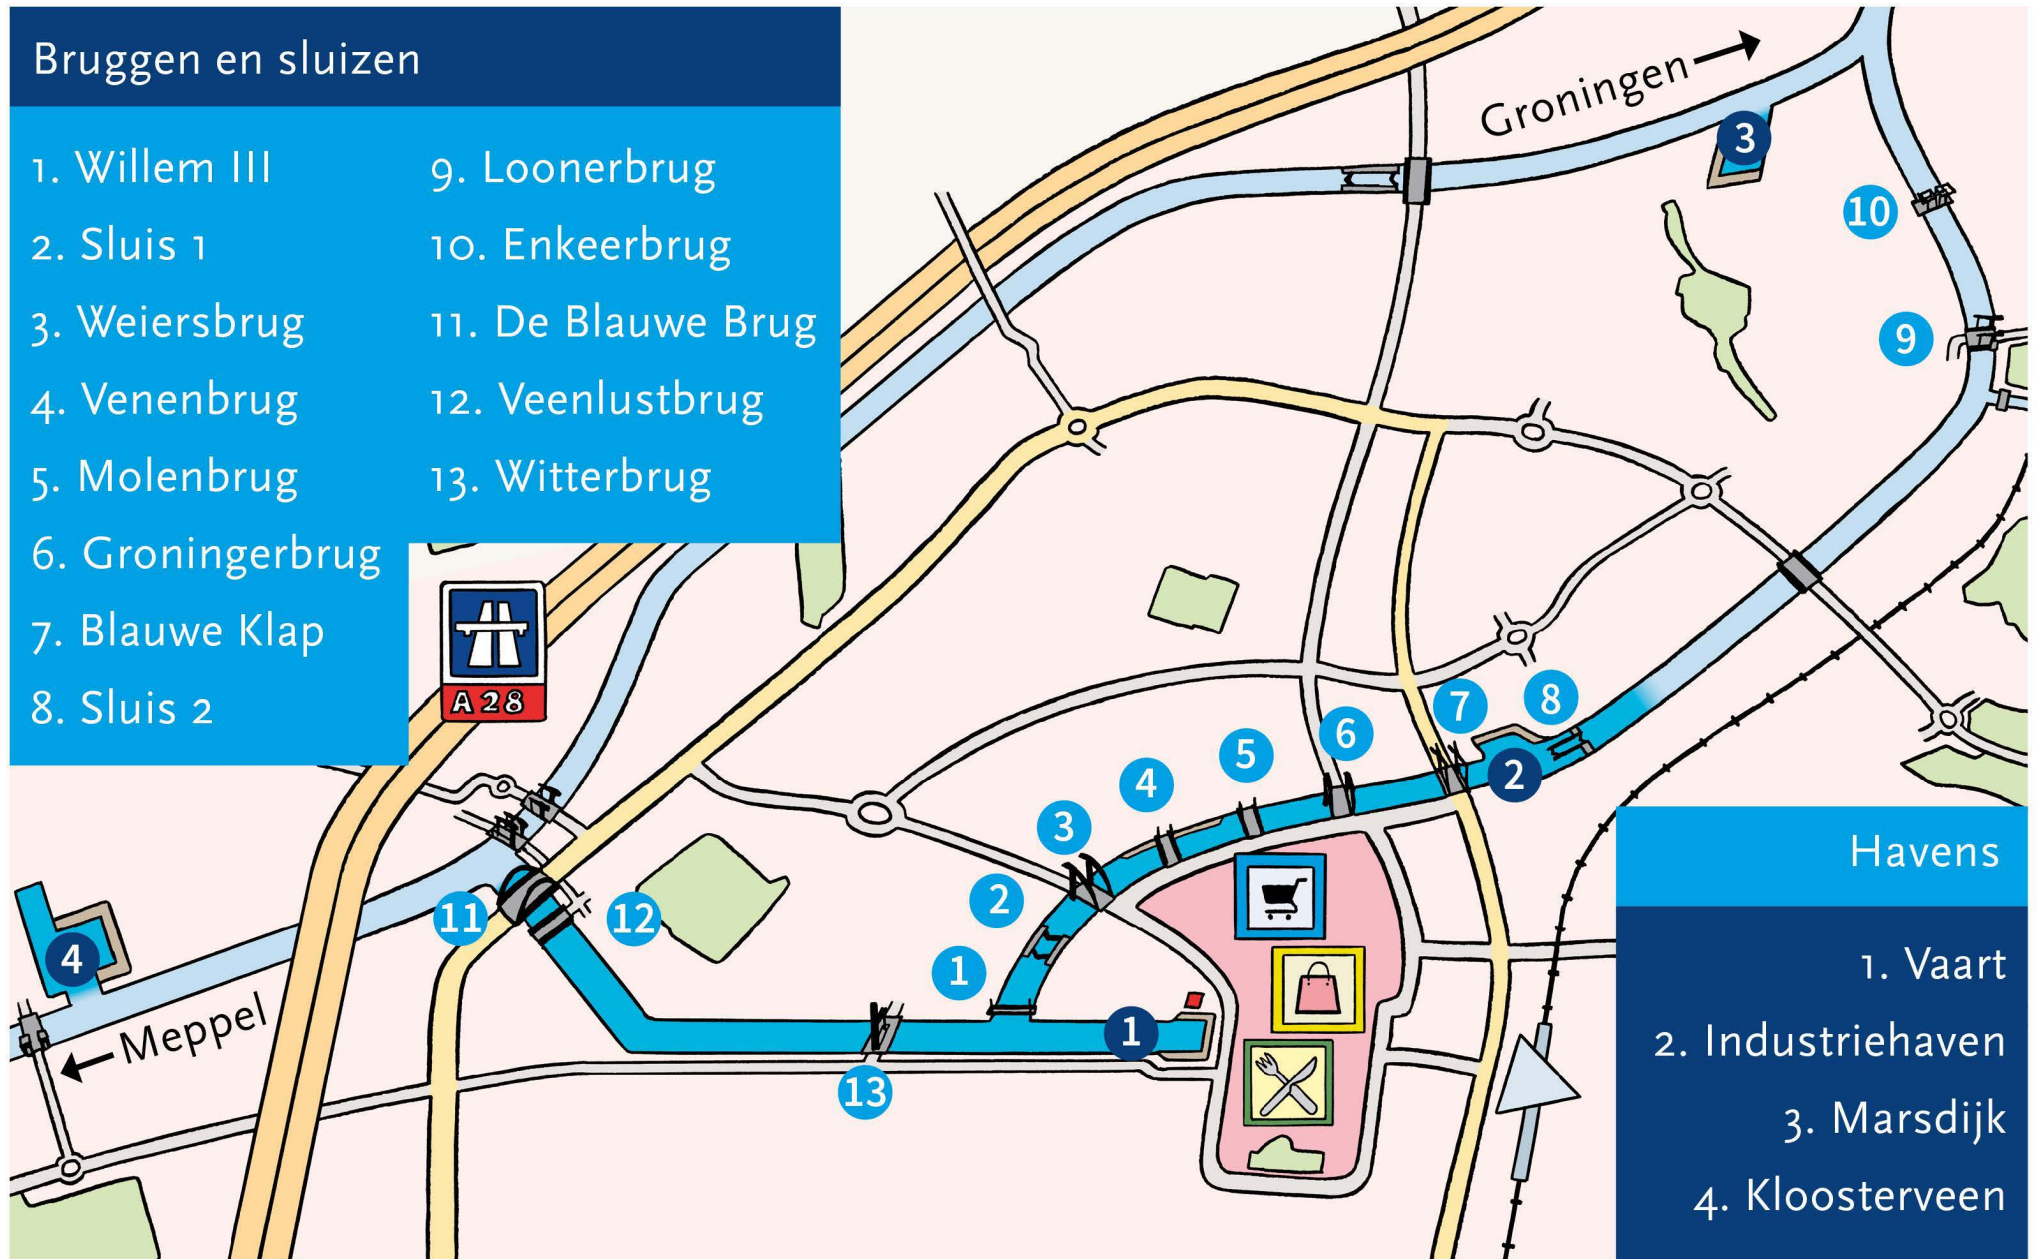 Bruggen en sluizen
1. Willem III
2. Sluis 1
3. Weiersbrug
4. Venenbrug
5. Molenbrug
6. Groningerbrug
7. Blauwe Klap
8. Sluis 2
9. Loonerbrug
10. Enkeerbrug
11. De Blauwe Brug
12. Veenlustbrug
13. Witterbrug
Groningen
3
10
9
A28
7
8
6
5
2
4
3
2
11
12
4
1
1
Meppel
13
Havens
1. Vaart
2. Industriehaven
3. Marsdijk
4. Kloosterveen